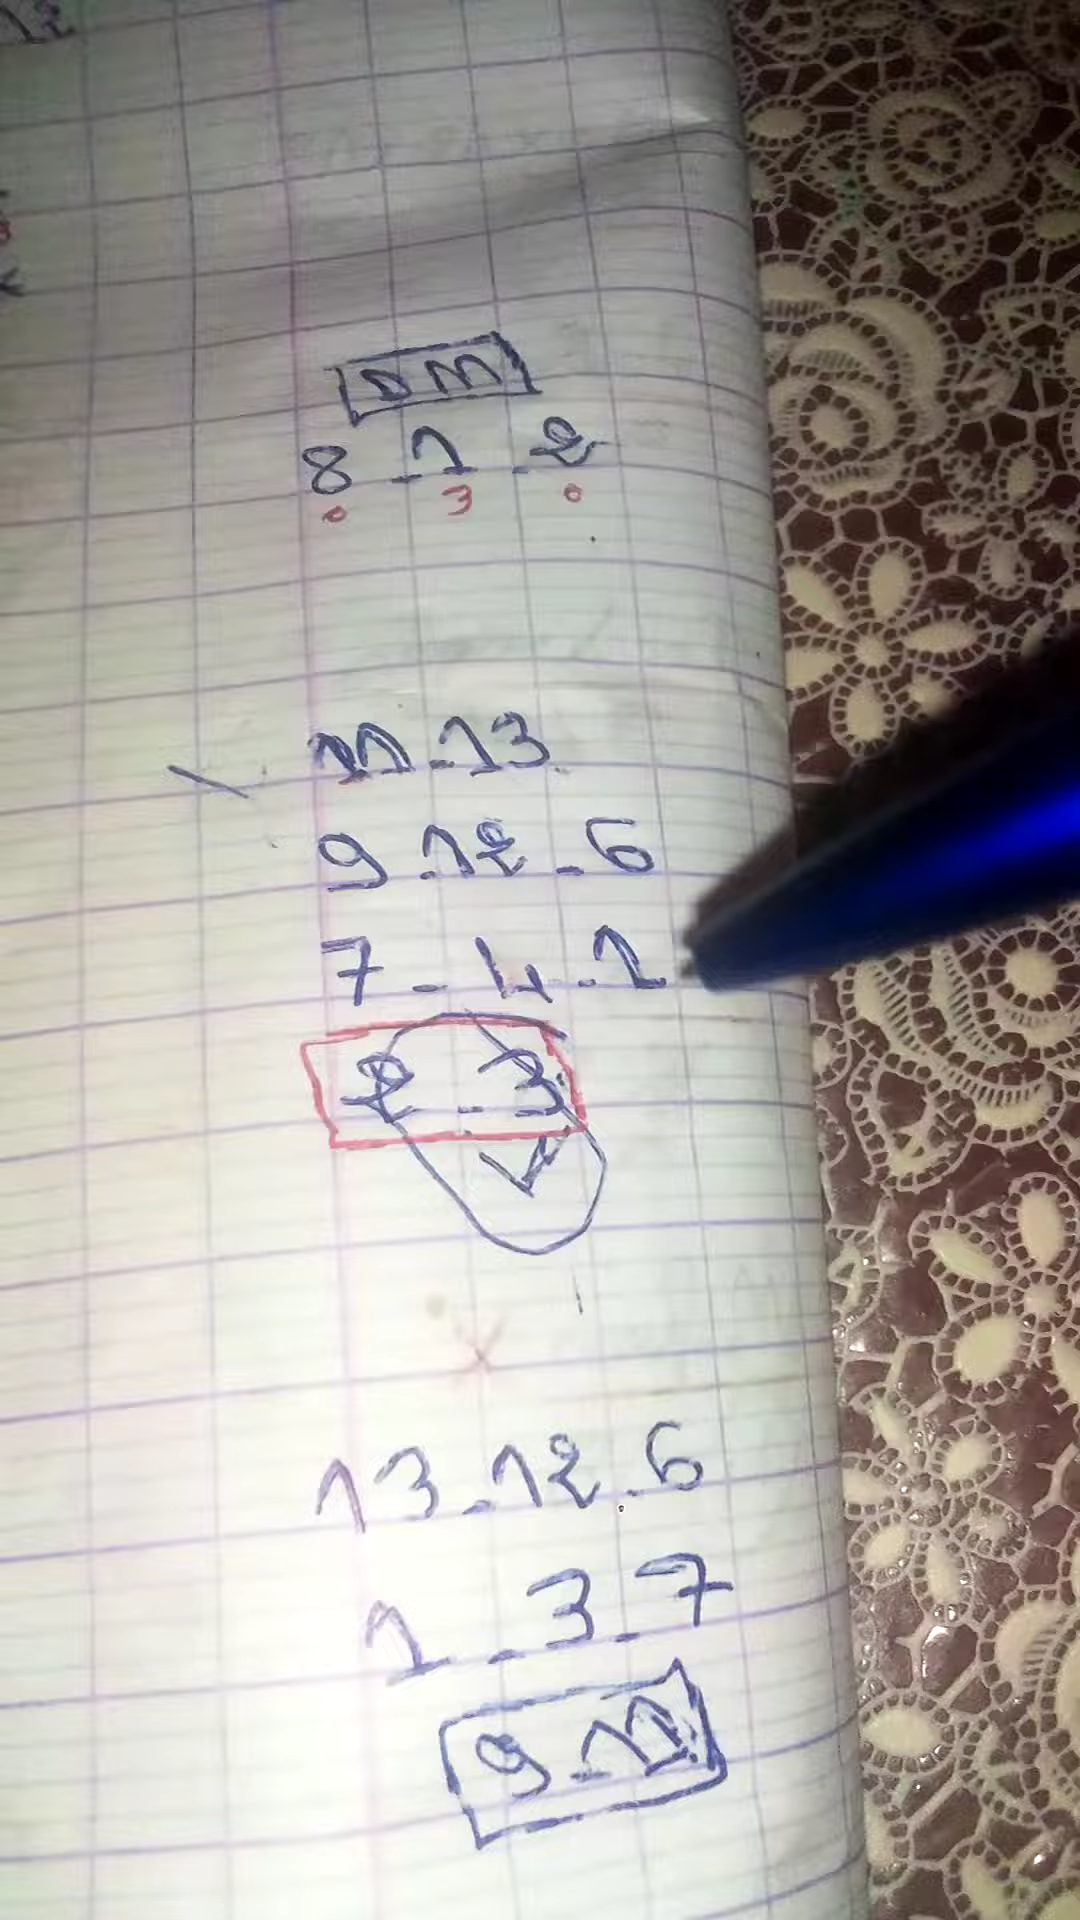 DM
8 - 1 - 2
0 3 0
11 - 13
9 - 12 - 6
7 - 4 - 1
2 - 3
13 - 12 - 6
1 - 3 - 7
9 - 11